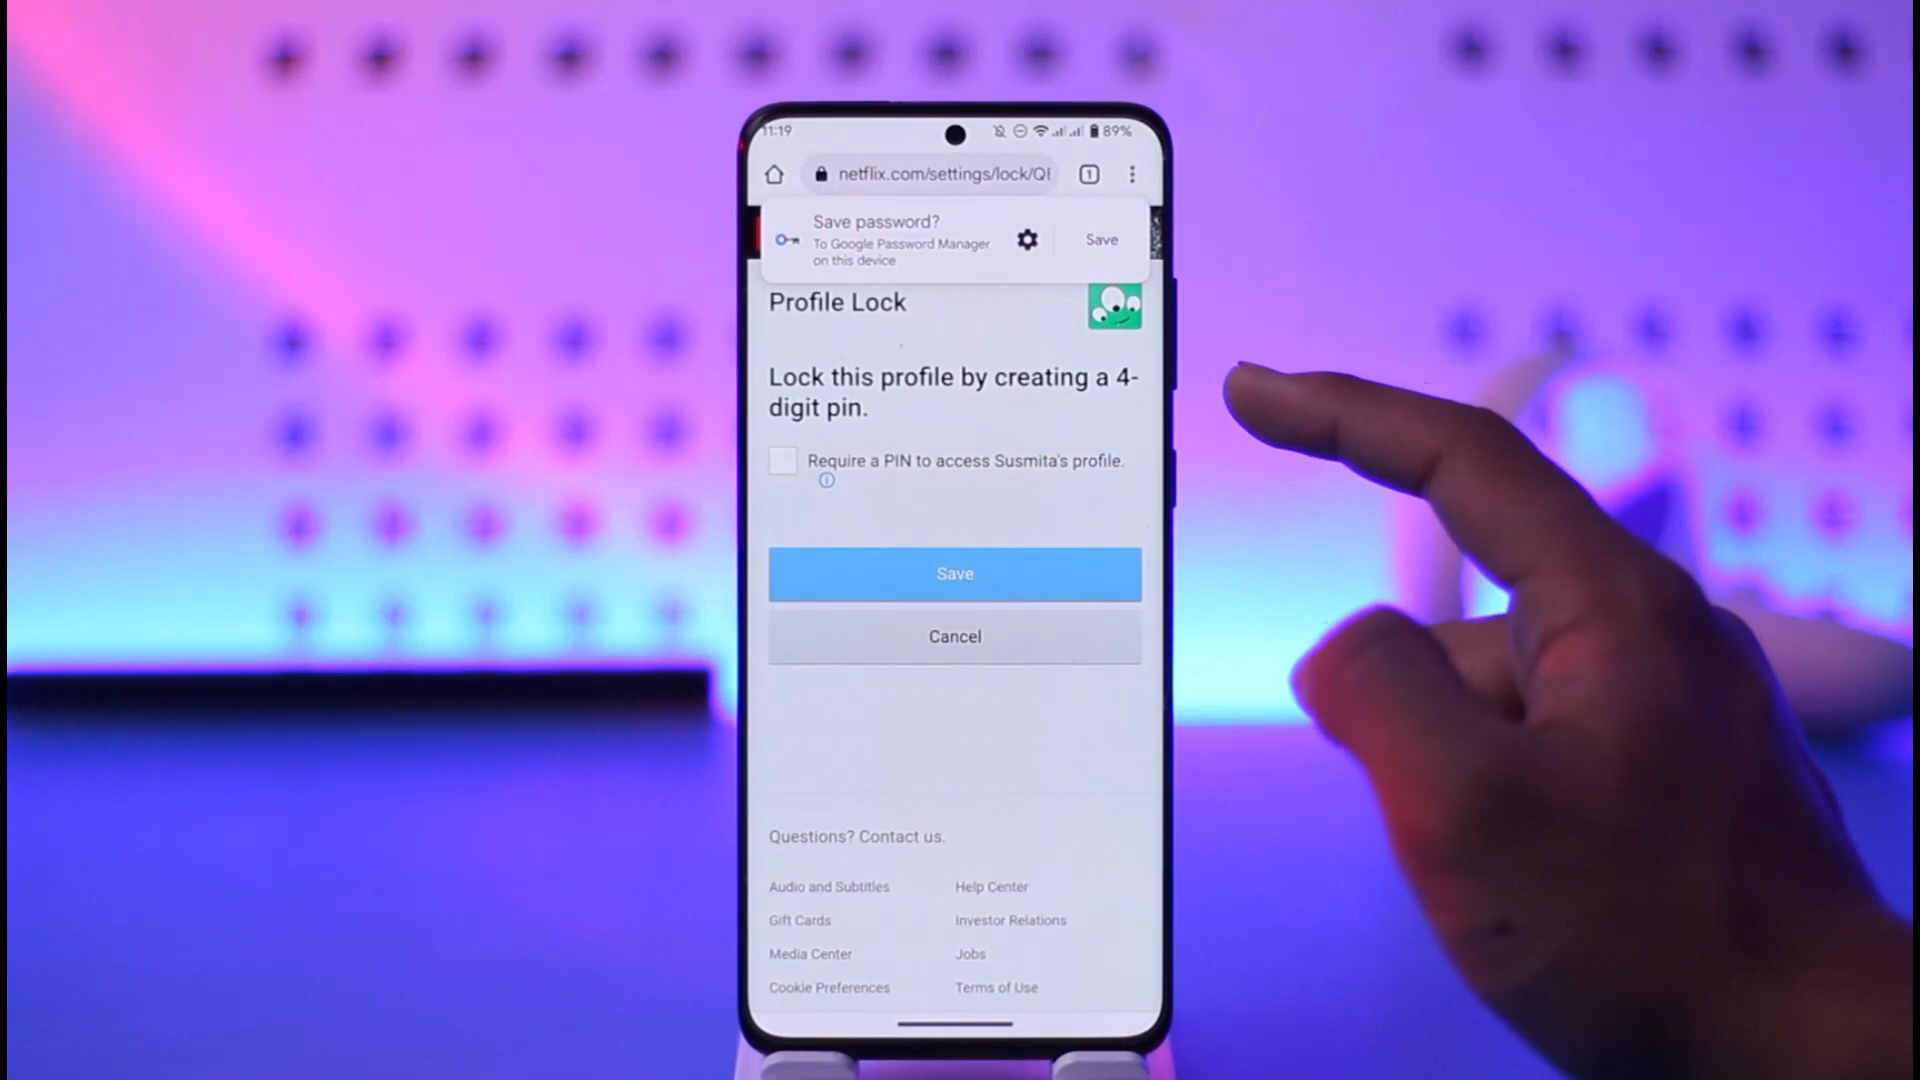 11:19
89%
netflix.com/settings/lock/QE
1
Save password?
To Google Password Manager
on this device
Save
Profile Lock
Lock this profile by creating a 4-
digit pin.
Require a PIN to access Susmita's profile.
Save
Cancel
Questions? Contact us.
Audio and Subtitles
Help Center
Gift Cards
Investor Relations
Media Center
Jobs
Cookie Preferences
Terms of Use